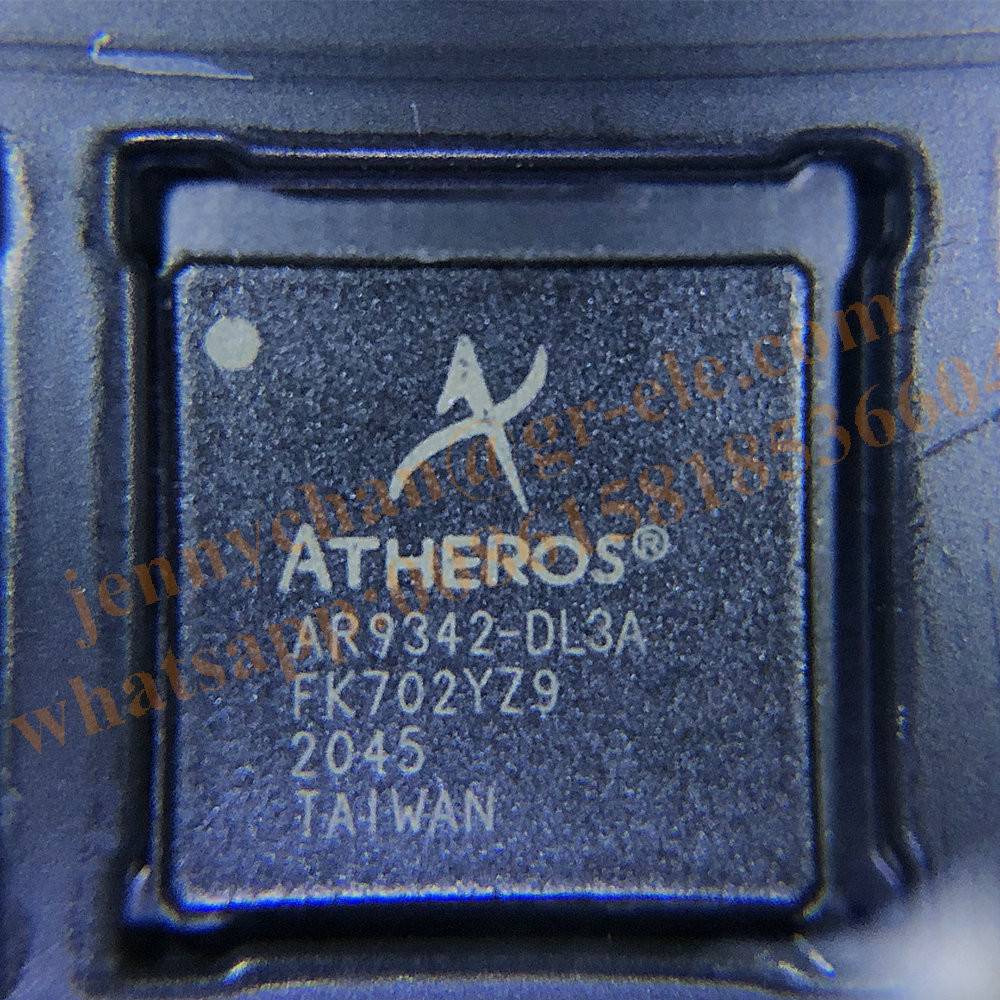 ATHEROS®
AR9342-DL3A
FK702YZ9
2045
TAIWAN
jennychan@gr-ele.com